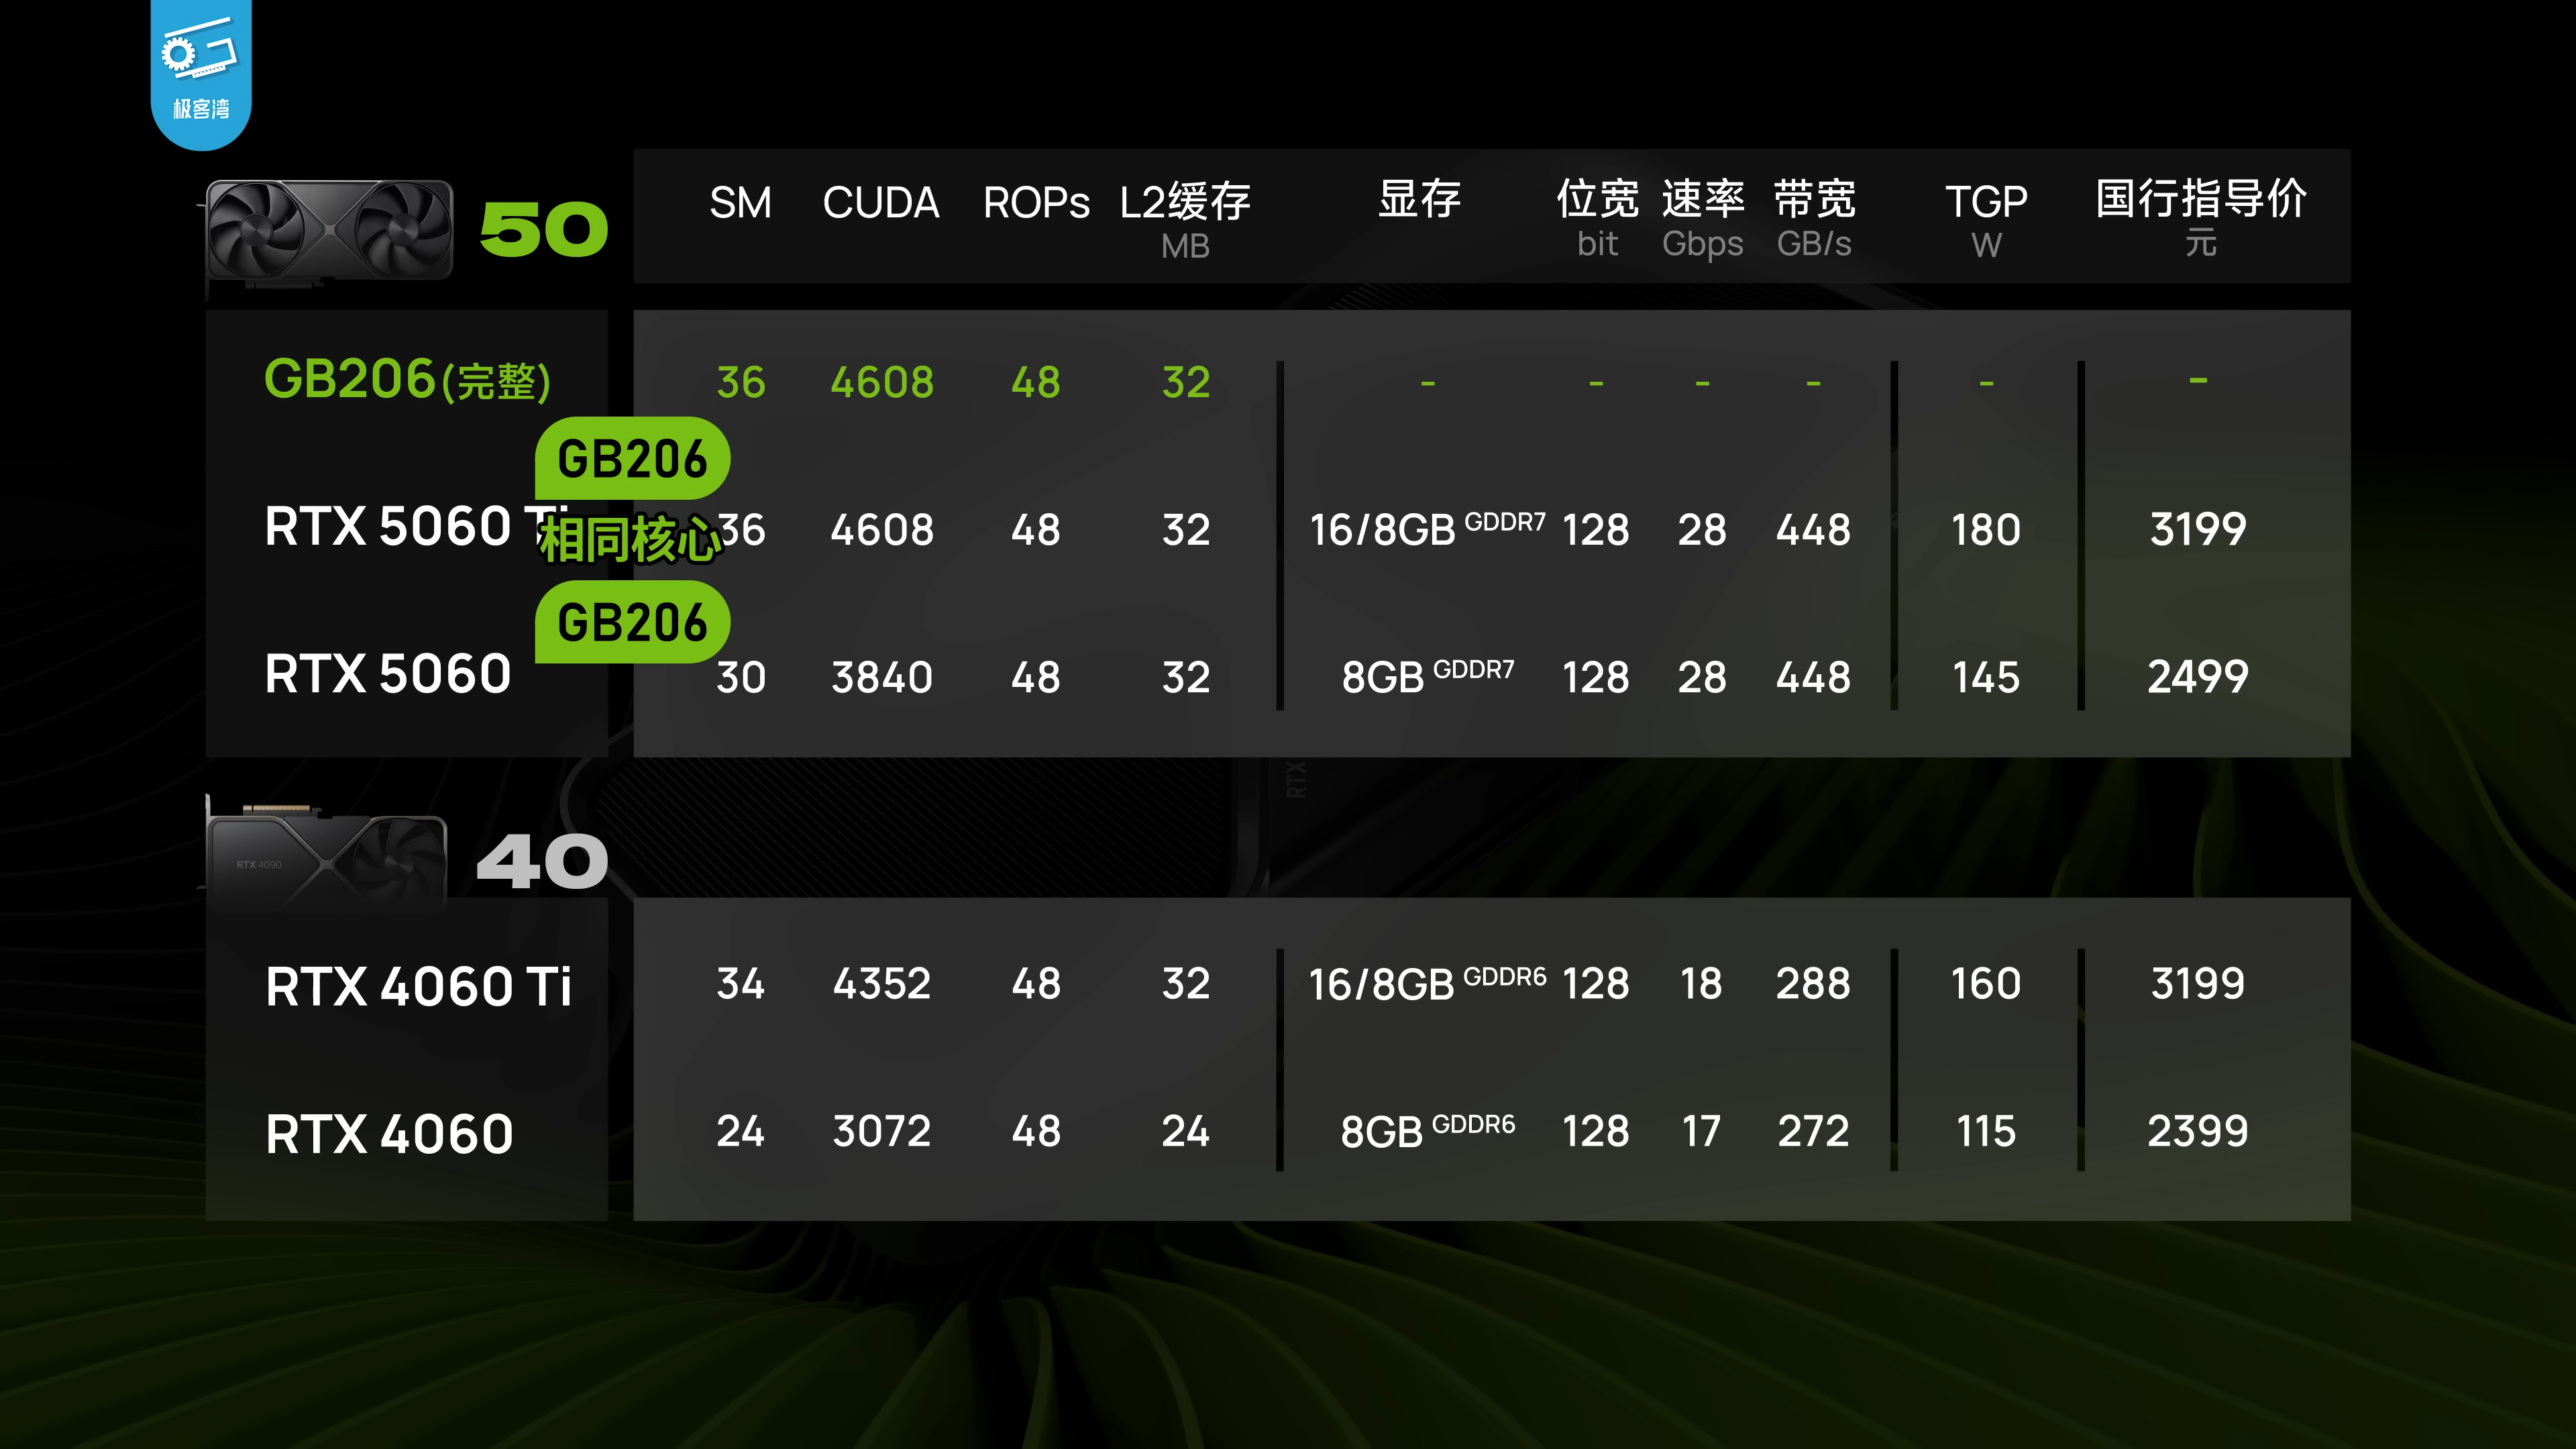 极客湾
50
SM CUDA ROPs L2缓存 显存 位宽 速率 带宽 TGP 国行指导价
MB bit Gbps GB/s W 元
GB206(完整) 36 4608 48 32 - - - - - -
GB206
RTX 5060 Ti 36 4608 48 32 16/8GB GDDR7 128 28 448 180 3199
相同核心
GB206
RTX 5060 30 3840 48 32 8GB GDDR7 128 28 448 145 2499
RTX
RTX 4090
40
RTX 4060 Ti 34 4352 48 32 16/8GB GDDR6 128 18 288 160 3199
RTX 4060 24 3072 48 24 8GB GDDR6 128 17 272 115 2399